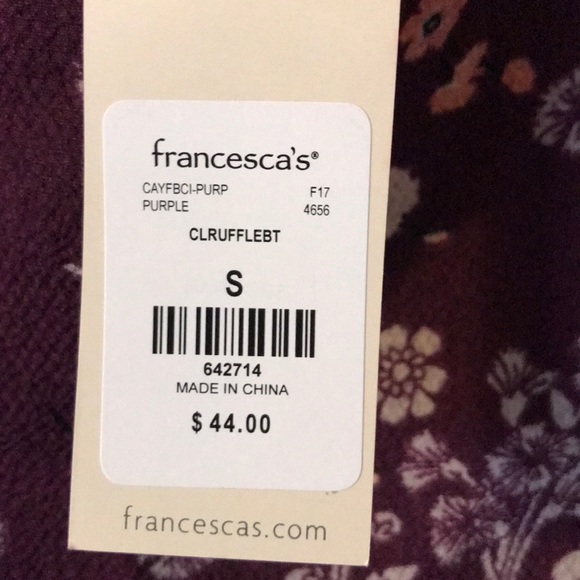 francesca's®
CAYFBCI-PURP F17
PURPLE 4656
CLRUFFLEBT
S
642714
MADE IN CHINA
$ 44.00
francescas.com